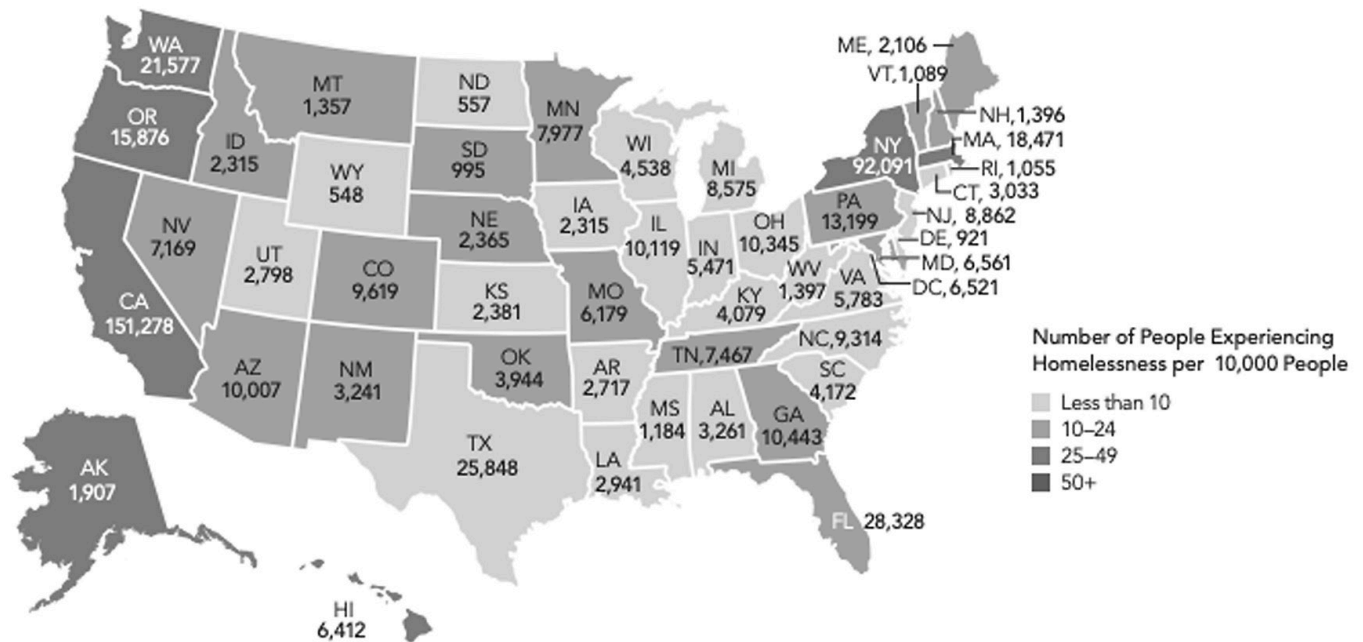 WA
21,577
OR
15,876
CA
151,278
ID
2,315
NV
7,169
MT
1,357
WY
548
UT
2,798
AZ
10,007
CO
9,619
NM
3,241
ND
557
SD
995
NE
2,365
KS
2,381
OK
3,944
TX
25,848
MN
7,977
IA
2,315
MO
6,179
AR
2,717
LA
2,941
WI
4,538
IL
10,119
MI
8,575
IN
5,471
OH
10,345
KY
4,079
TN,7,467
MS
1,184
AL
3,261
GA
10,443
FL 28,328
SC
4,172
NC,9,314
VA
5,783
WV
1,397
PA
13,199
NY
92,091
ME, 2,106
VT,1,089
NH,1,396
MA, 18,471
RI, 1,055
CT, 3,033
NJ, 8,862
DE, 921
MD, 6,561
DC, 6,521
AK
1,907
HI
6,412
Number of People Experiencing
Homelessness per 10,000 People
Less than 10
10–24
25–49
50+